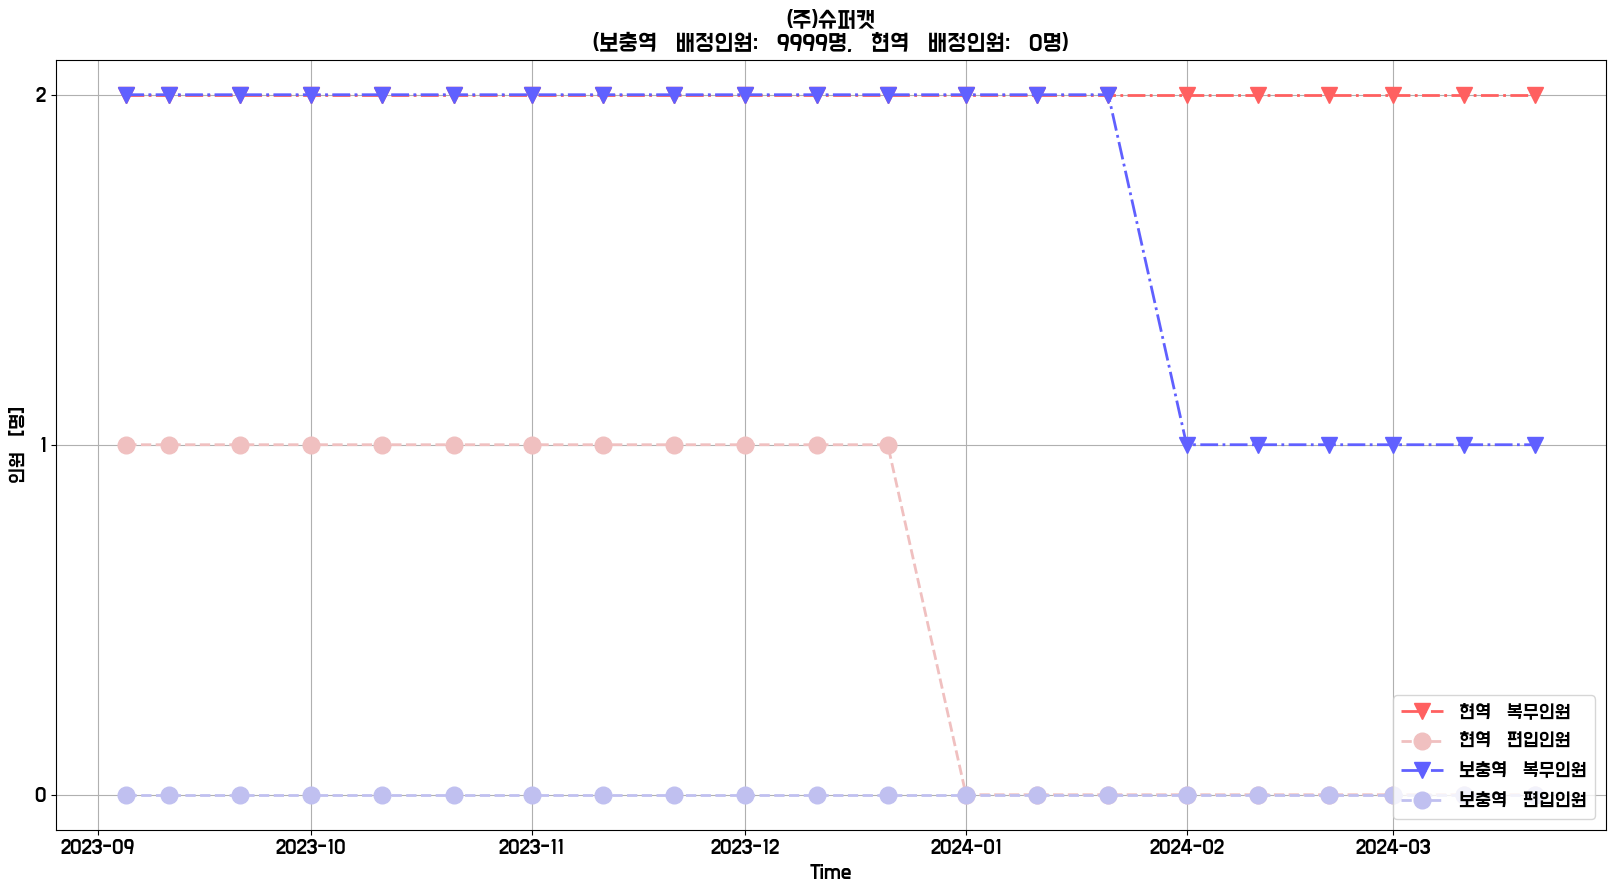 (주)슈퍼캣
(보충역 배정인원: 9999명, 현역 배정인원: 0명)
인원 [명]
2
1
0
2023-09 2023-10 2023-11 2023-12 2024-01 2024-02 2024-03
Time
현역 복무인원
현역 편입인원
보충역 복무인원
보충역 편입인원